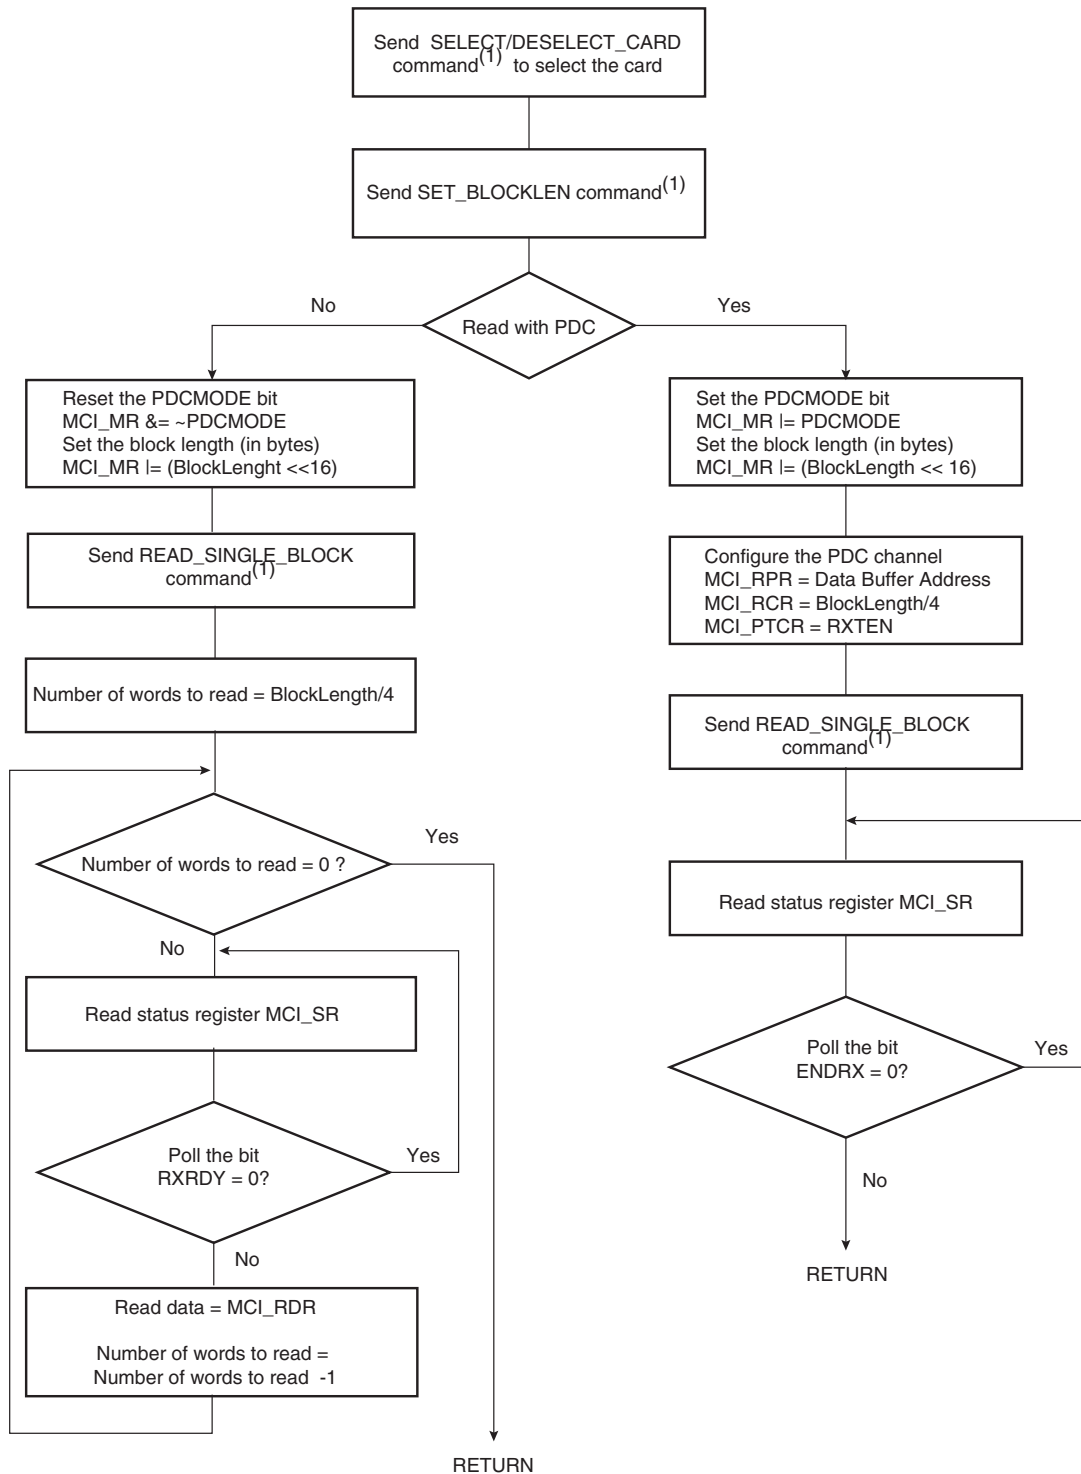 Send SELECT/DESELECT_CARD
command(1) to select the card
Send SET_BLOCKLEN command(1)
Read with PDC
No
Yes
Reset the PDCMODE bit
MCI_MR &= ~PDCMODE
Set the block length (in bytes)
MCI_MR |= (BlockLenght <<16)
Send READ_SINGLE_BLOCK
command(1)
Number of words to read = BlockLength/4
Number of words to read = 0 ?
Yes
No
Read status register MCI_SR
Poll the bit
RXRDY = 0?
Yes
No
Read data = MCI_RDR
Number of words to read =
Number of words to read -1
RETURN
Set the PDCMODE bit
MCI_MR |= PDCMODE
Set the block length (in bytes)
MCI_MR |= (BlockLength << 16)
Configure the PDC channel
MCI_RPR = Data Buffer Address
MCI_RCR = BlockLength/4
MCI_PTCR = RXTEN
Send READ_SINGLE_BLOCK
command(1)
Read status register MCI_SR
Poll the bit
ENDRX = 0?
Yes
No
RETURN